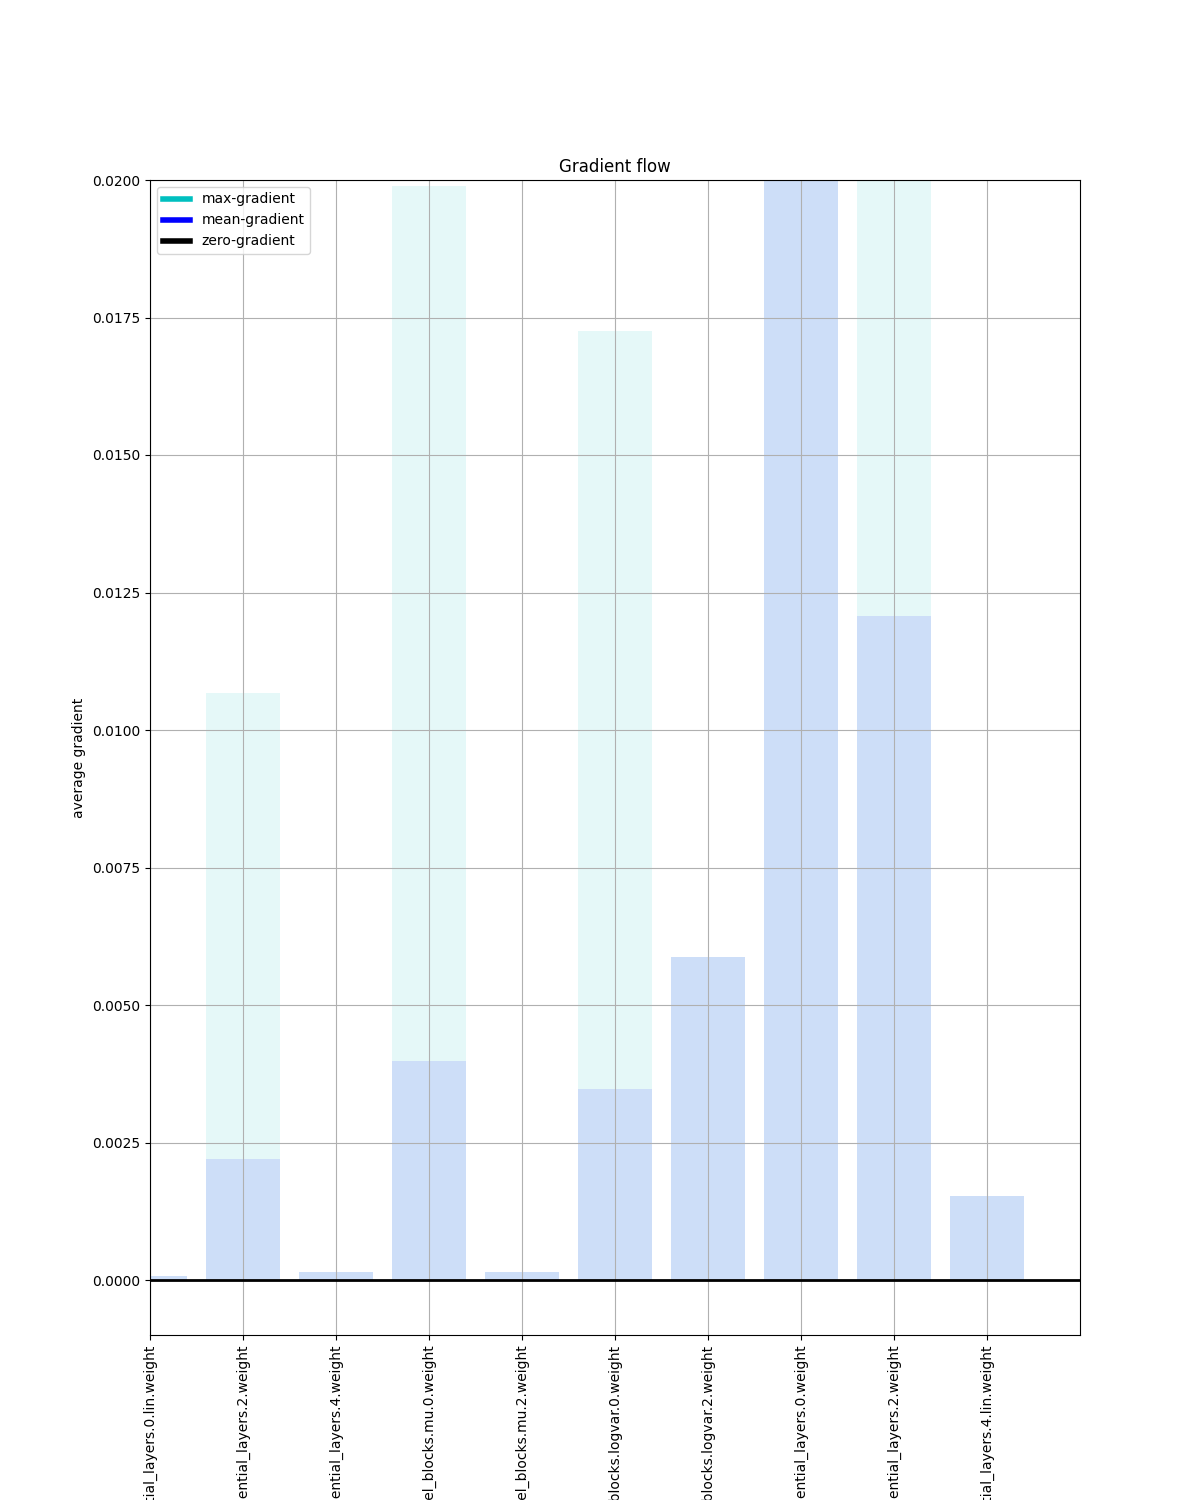 Gradient flow
max-gradient
mean-gradient
zero-gradient
0.0200
0.0175
0.0150
0.0125
0.0100
0.0075
0.0050
0.0025
0.0000
average gradient
tial_layers.0.lin.weight
ential_layers.2.weight
ential_layers.4.weight
el_blocks.mu.0.weight
el_blocks.mu.2.weight
blocks.logvar.0.weight
blocks.logvar.2.weight
ential_layers.0.weight
ential_layers.2.weight
tial_layers.4.lin.weight